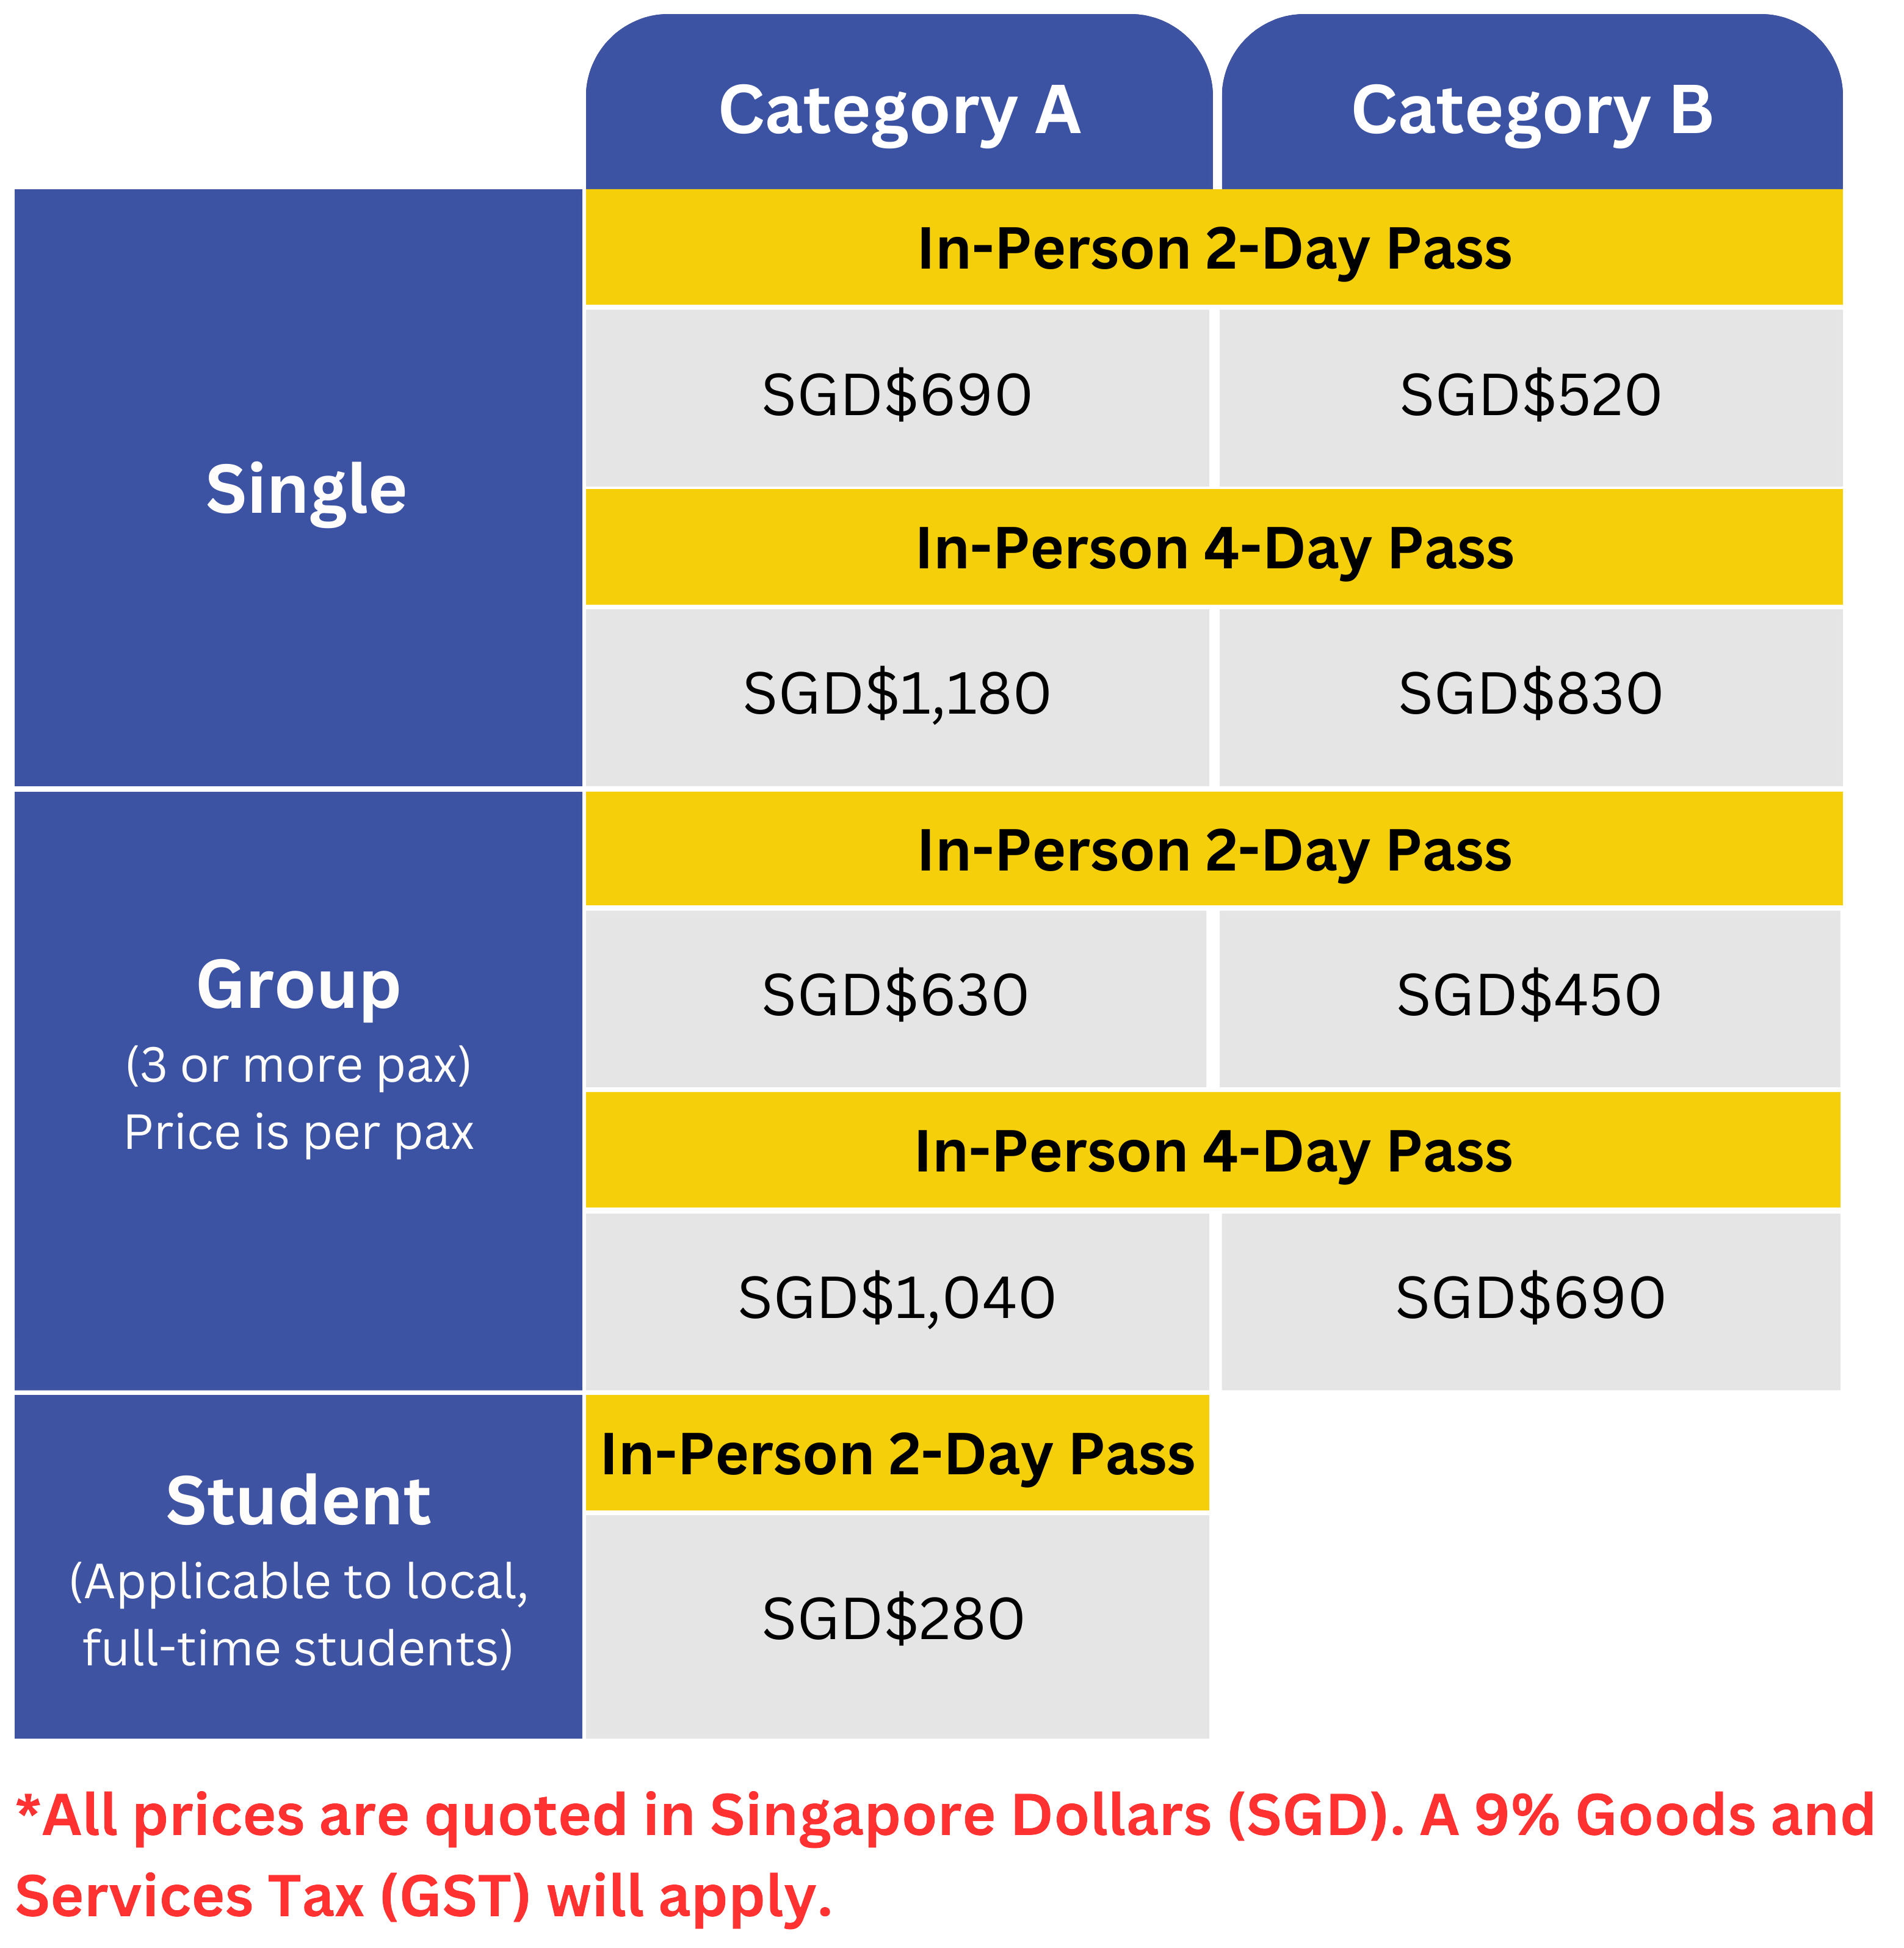 Category A
Category B
Single
In-Person 2-Day Pass
SGD$690
SGD$520
In-Person 4-Day Pass
SGD$1,180
SGD$830
Group
(3 or more pax)
Price is per pax
In-Person 2-Day Pass
SGD$630
SGD$450
In-Person 4-Day Pass
SGD$1,040
SGD$690
Student
(Applicable to local,
full-time students)
In-Person 2-Day Pass
SGD$280
*All prices are quoted in Singapore Dollars (SGD). A 9% Goods and
Services Tax (GST) will apply.